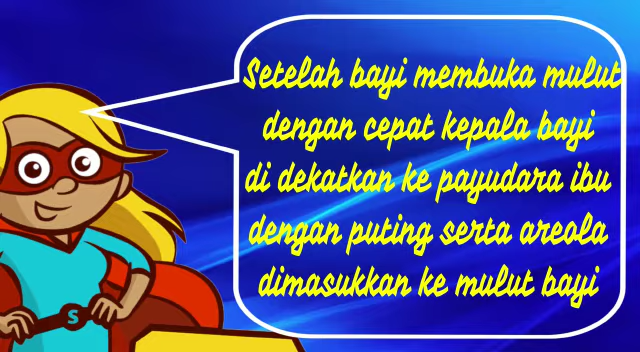 Setelah bayi membuka mulut
dengan cepat kepala bayi
di dekatkan ke payudara ibu
dengan puting serta areola
dimasukkan ke mulut bayi
S